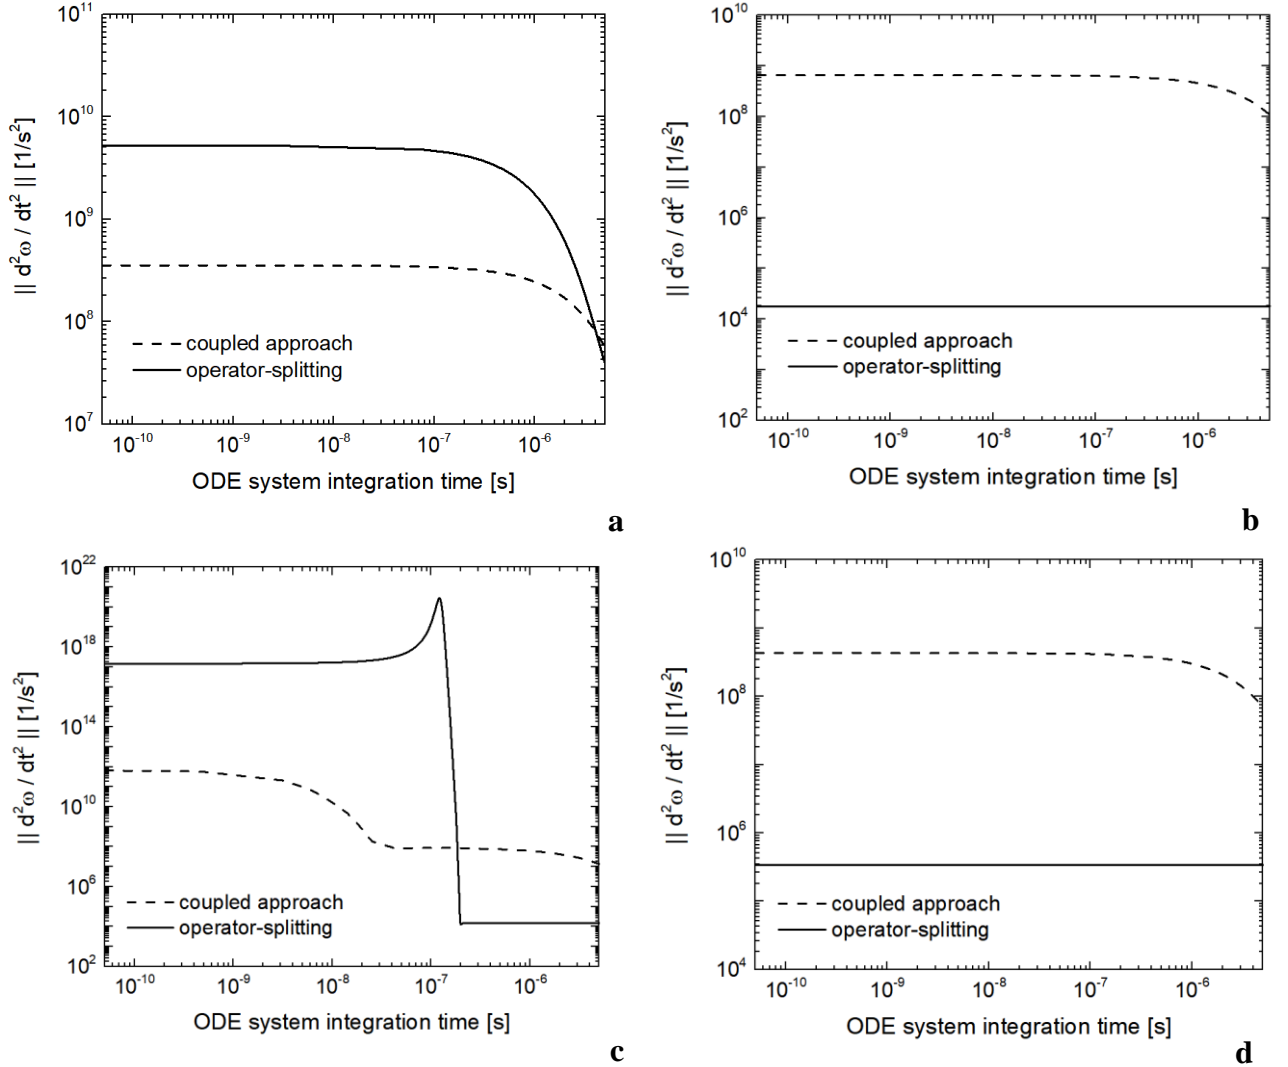 10^11
10^10
10^9
10^8
10^7
|| d²ω / dt² || [1/s²]
coupled approach
operator-splitting
10^-10 10^-9 10^-8 10^-7 10^-6
ODE system integration time [s]
a
10^10
10^8
10^6
10^4
10^2
|| d²ω / dt² || [1/s²]
coupled approach
operator-splitting
10^-10 10^-9 10^-8 10^-7 10^-6
ODE system integration time [s]
b
10^22
10^18
10^14
10^10
10^6
10^2
|| d²ω / dt² || [1/s²]
coupled approach
operator-splitting
10^-10 10^-9 10^-8 10^-7 10^-6
ODE system integration time [s]
c
10^10
10^8
10^6
10^4
|| d²ω / dt² || [1/s²]
coupled approach
operator-splitting
10^-10 10^-9 10^-8 10^-7 10^-6
ODE system integration time [s]
d